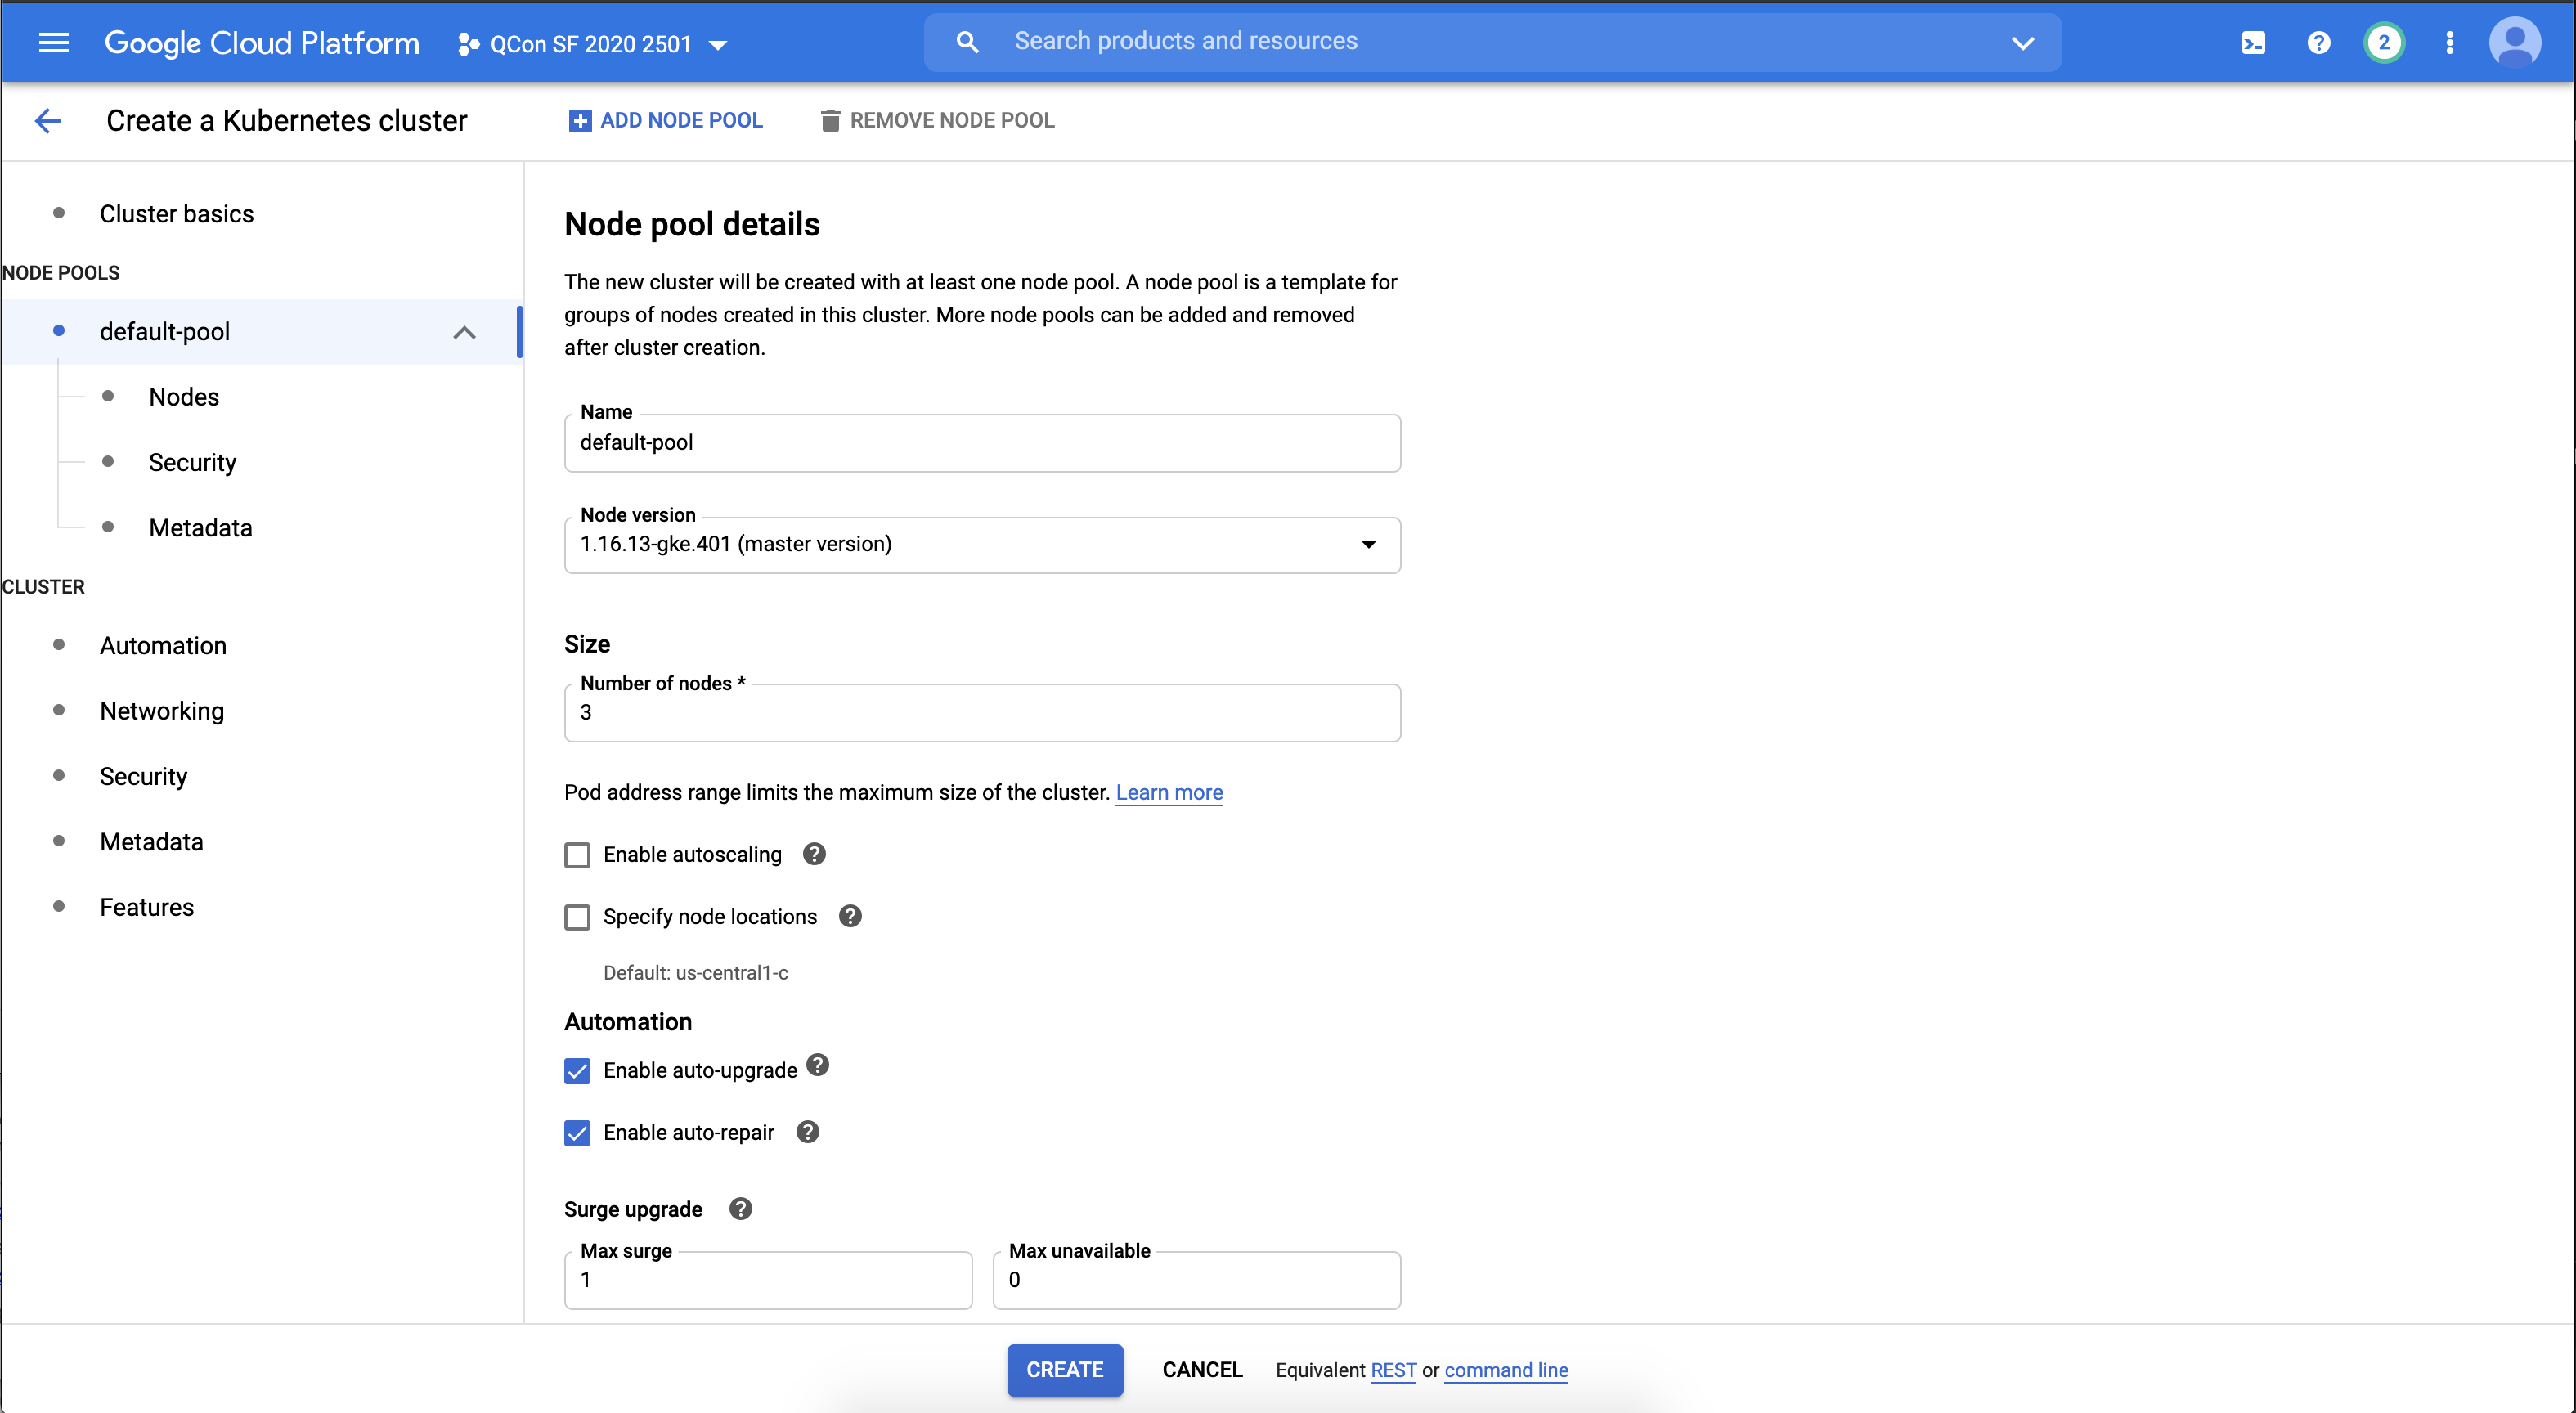 Google Cloud Platform
QCon SF 2020 2501
Search products and resources
2
Create a Kubernetes cluster
ADD NODE POOL
REMOVE NODE POOL
Cluster basics
NODE POOLS
default-pool
Nodes
Security
Metadata
CLUSTER
Automation
Networking
Security
Metadata
Features
Node pool details
The new cluster will be created with at least one node pool. A node pool is a template for
groups of nodes created in this cluster. More node pools can be added and removed
after cluster creation.
Name
default-pool
Node version
1.16.13-gke.401 (master version)
Size
Number of nodes *
3
Pod address range limits the maximum size of the cluster. Learn more
Enable autoscaling
Specify node locations
Default: us-central1-c
Automation
Enable auto-upgrade
Enable auto-repair
Surge upgrade
Max surge
1
Max unavailable
0
CREATE
CANCEL
Equivalent REST or command line